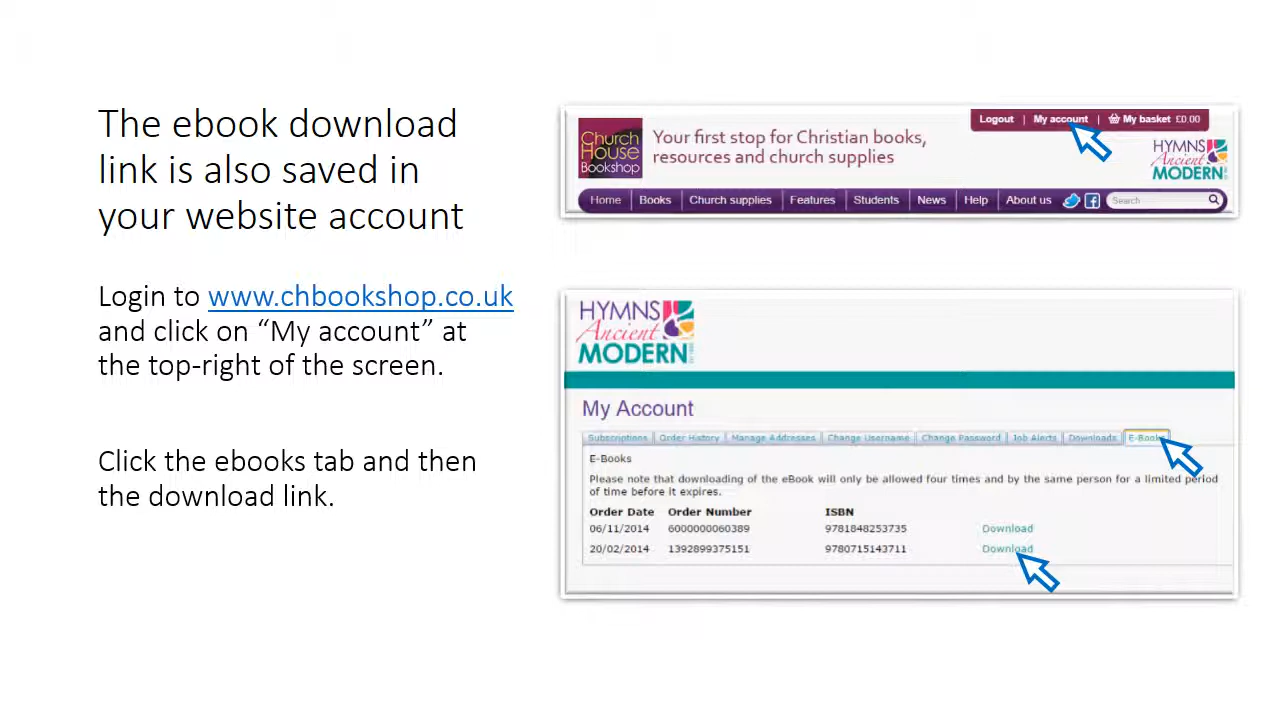 The ebook download
link is also saved in
your website account
Login to www.chbookshop.co.uk
and click on “My account” at
the top-right of the screen.
Click the ebooks tab and then
the download link.
Logout | My account | My basket £0.00
Church
House
Bookshop
Your first stop for Christian books,
resources and church supplies
HYMNS
Ancient
MODERN
Home Books Church supplies Features Students News Help About us Search
HYMNS
Ancient
MODERN
My Account
Subscriptions Order History Manage Addresses Change Username Change Password Job Alerts Downloads E-Books
E-Books
Please note that downloading of the eBook will only be allowed four times and by the same person for a limited period
of time before it expires.
Order Date Order Number ISBN
06/11/2014 6000000060389 9781848253735 Download
20/02/2014 1392899375151 9780715143711 Download